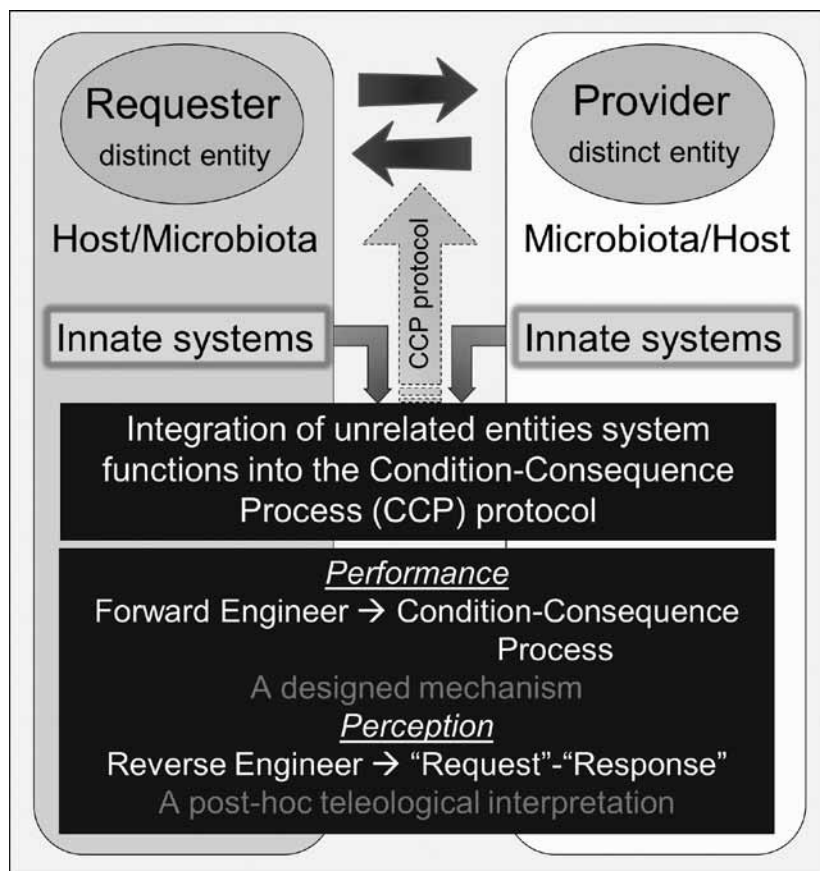 Requester
distinct entity
Provider
distinct entity
Host/Microbiota
Microbiota/Host
CCP protocol
Innate systems
Innate systems
Integration of unrelated entities system
functions into the Condition-Consequence
Process (CCP) protocol
Performance
Forward Engineer → Condition-Consequence
Process
A designed mechanism
Perception
Reverse Engineer → “Request”-“Response”
A post-hoc teleological interpretation